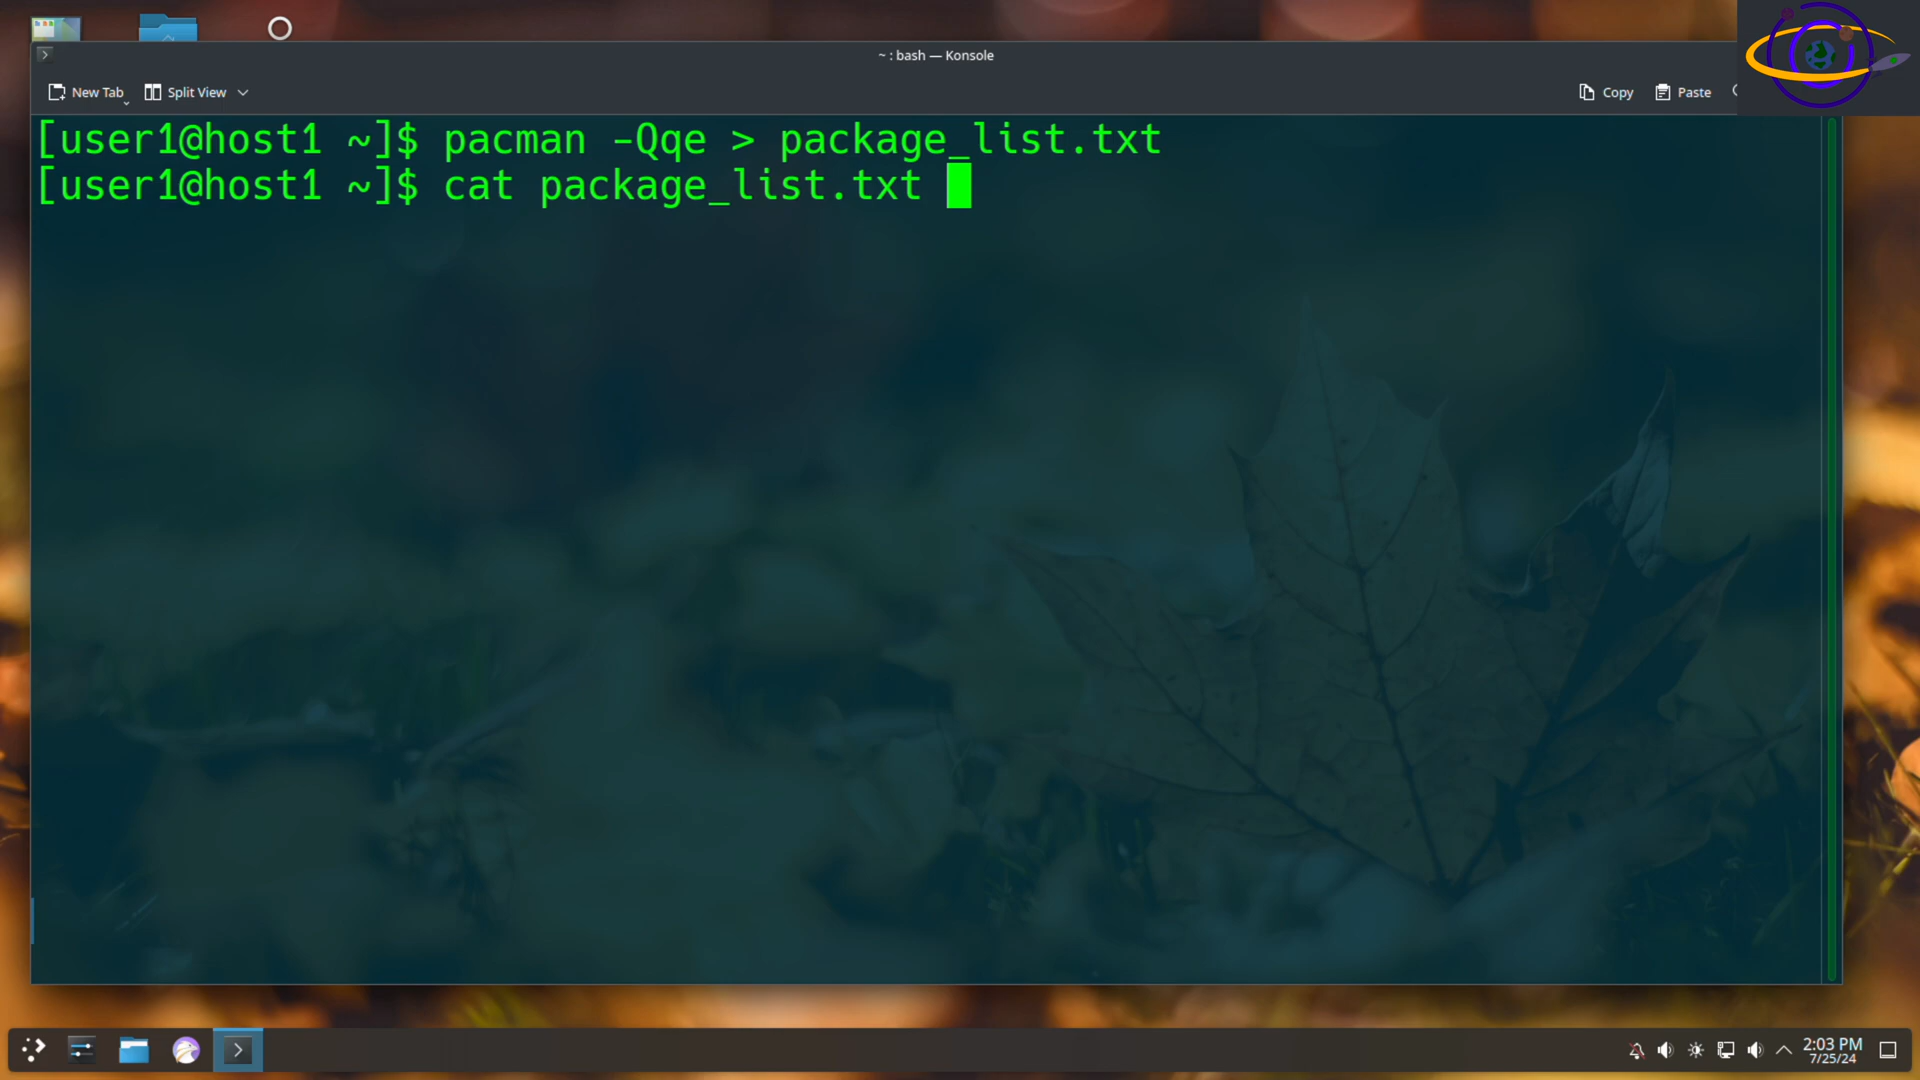 ~ : bash — Konsole
New Tab Split View Copy Paste
[user1@host1 ~]$ pacman -Qqe > package_list.txt
[user1@host1 ~]$ cat package_list.txt
2:03 PM
7/25/24